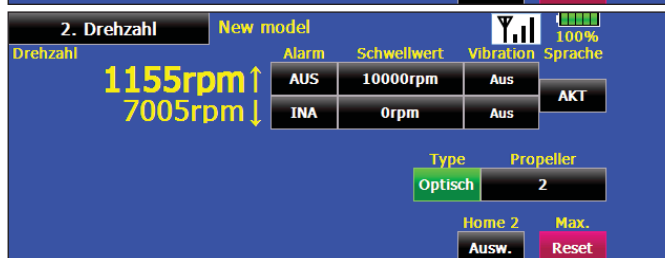 2. Drehzahl New model 100%
Drehzahl Alarm Schwellwert Vibration Sprache
1155rpm↑ AUS 10000rpm Aus AKT
7005rpm↓ INA 0rpm Aus
Type Propeller
Optisch 2
Home 2 Max.
Ausw. Reset